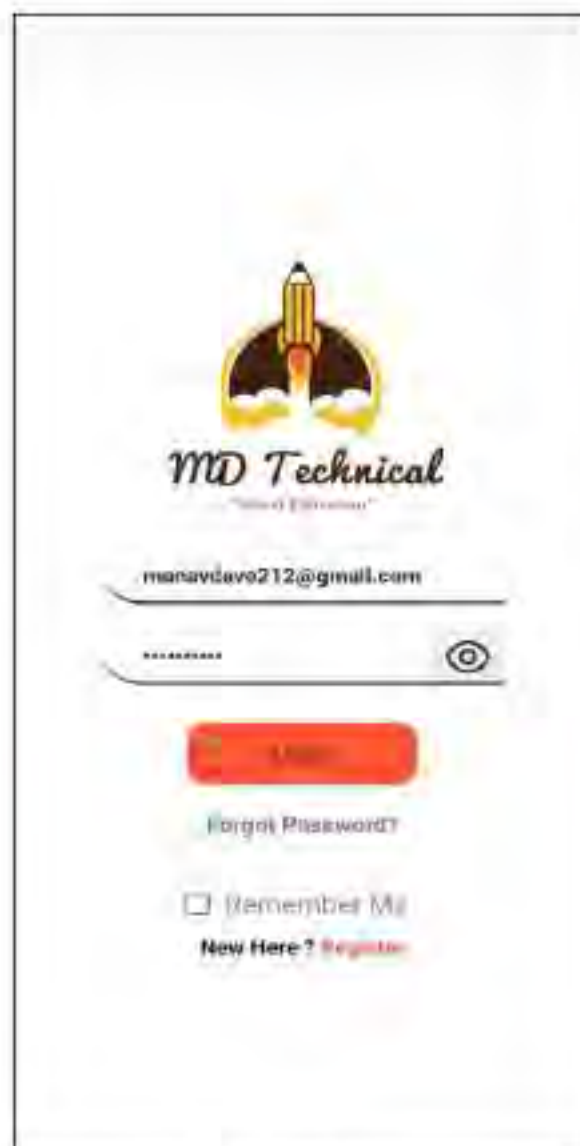 MD Technical
manavdave212@gmail.com
••••••••••
Forgot Password?
Remember Me
New Here ? Register